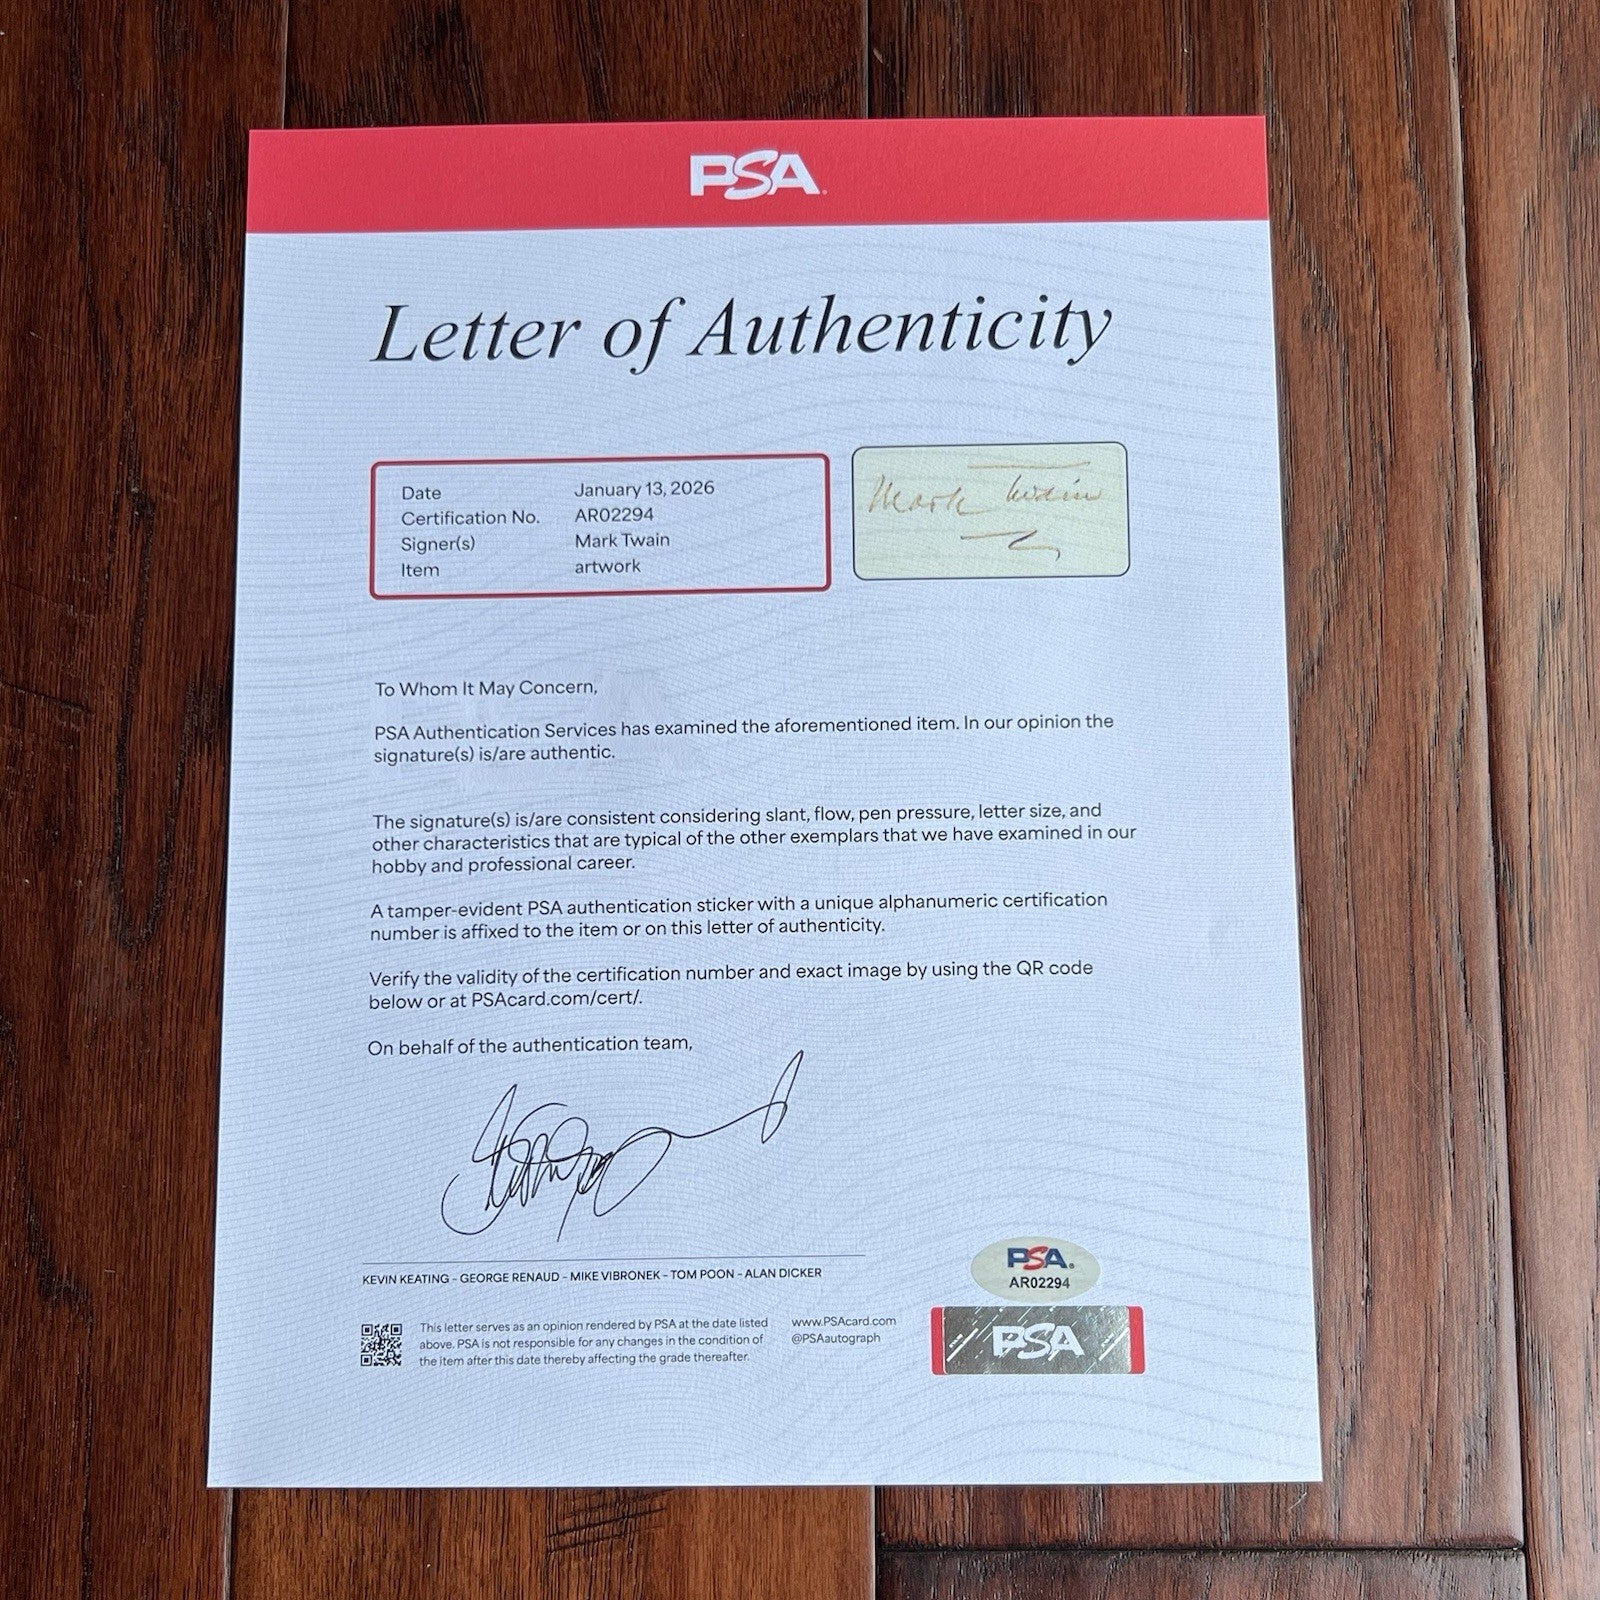 PSA
Letter of Authenticity
Date January 13, 2026
Certification No. AR02294
Signer(s) Mark Twain
Item artwork
Mark Twain
To Whom It May Concern,
PSA Authentication Services has examined the aforementioned item. In our opinion the
signature(s) is/are authentic.
The signature(s) is/are consistent considering slant, flow, pen pressure, letter size, and
other characteristics that are typical of the other exemplars that we have examined in our
hobby and professional career.
A tamper-evident PSA authentication sticker with a unique alphanumeric certification
number is affixed to the item or on this letter of authenticity.
Verify the validity of the certification number and exact image by using the QR code
below or at PSAcard.com/cert/.
On behalf of the authentication team,
KEVIN KEATING - GEORGE RENAUD - MIKE VIBRONEK - TOM POON - ALAN DICKER
This letter serves as an opinion rendered by PSA at the date listed
above. PSA is not responsible for any changes in the condition of
the item after this date thereby affecting the grade thereafter.
www.PSAcard.com
@PSAautograph
PSA
AR02294
PSA